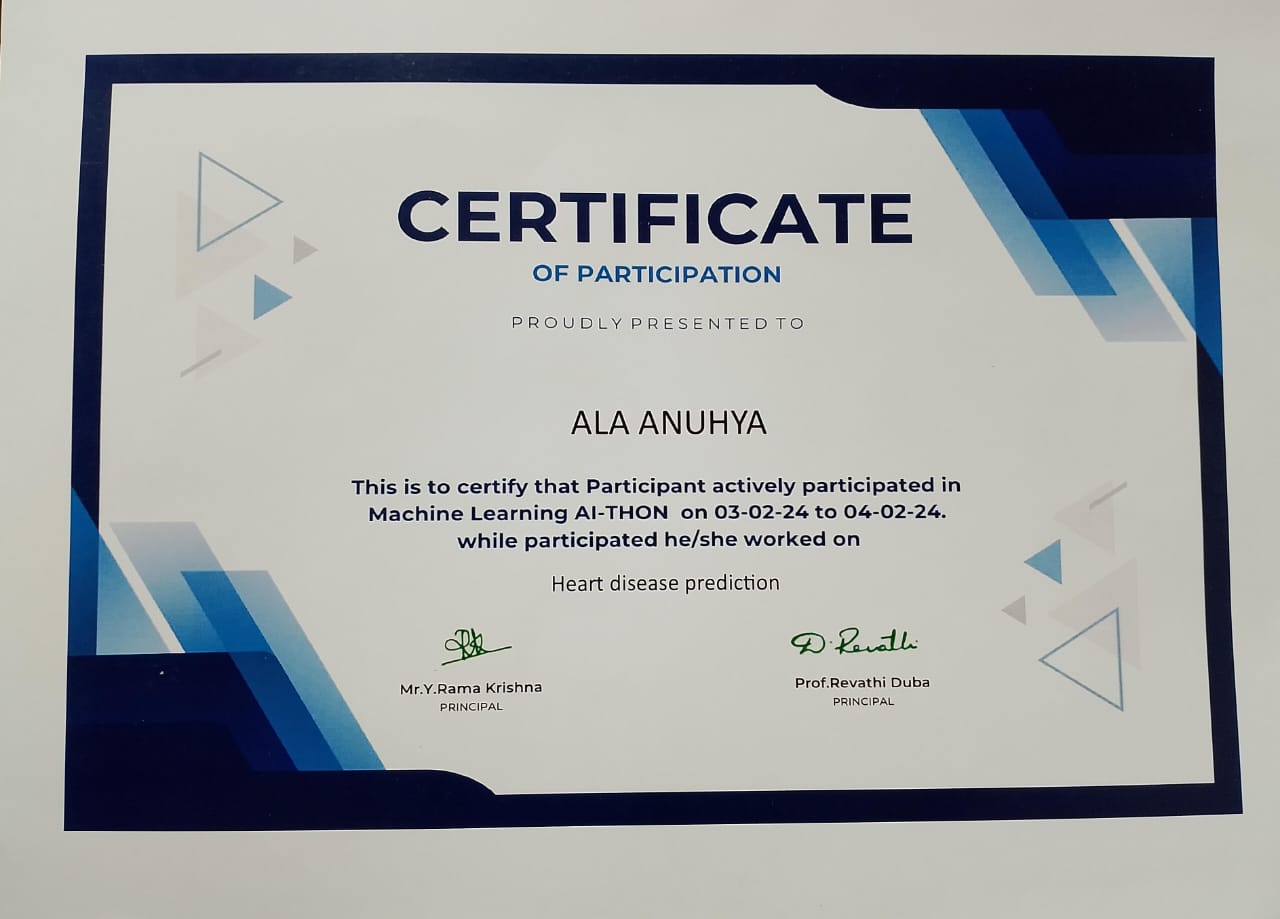 CERTIFICATE
OF PARTICIPATION
PROUDLY PRESENTED TO
ALA ANUHYA
This is to certify that Participant actively participated in
Machine Learning AI-THON on 03-02-24 to 04-02-24.
while participated he/she worked on
Heart disease prediction
D. Revathi
Mr.Y.Rama Krishna
PRINCIPAL
Prof.Revathi Duba
PRINCIPAL